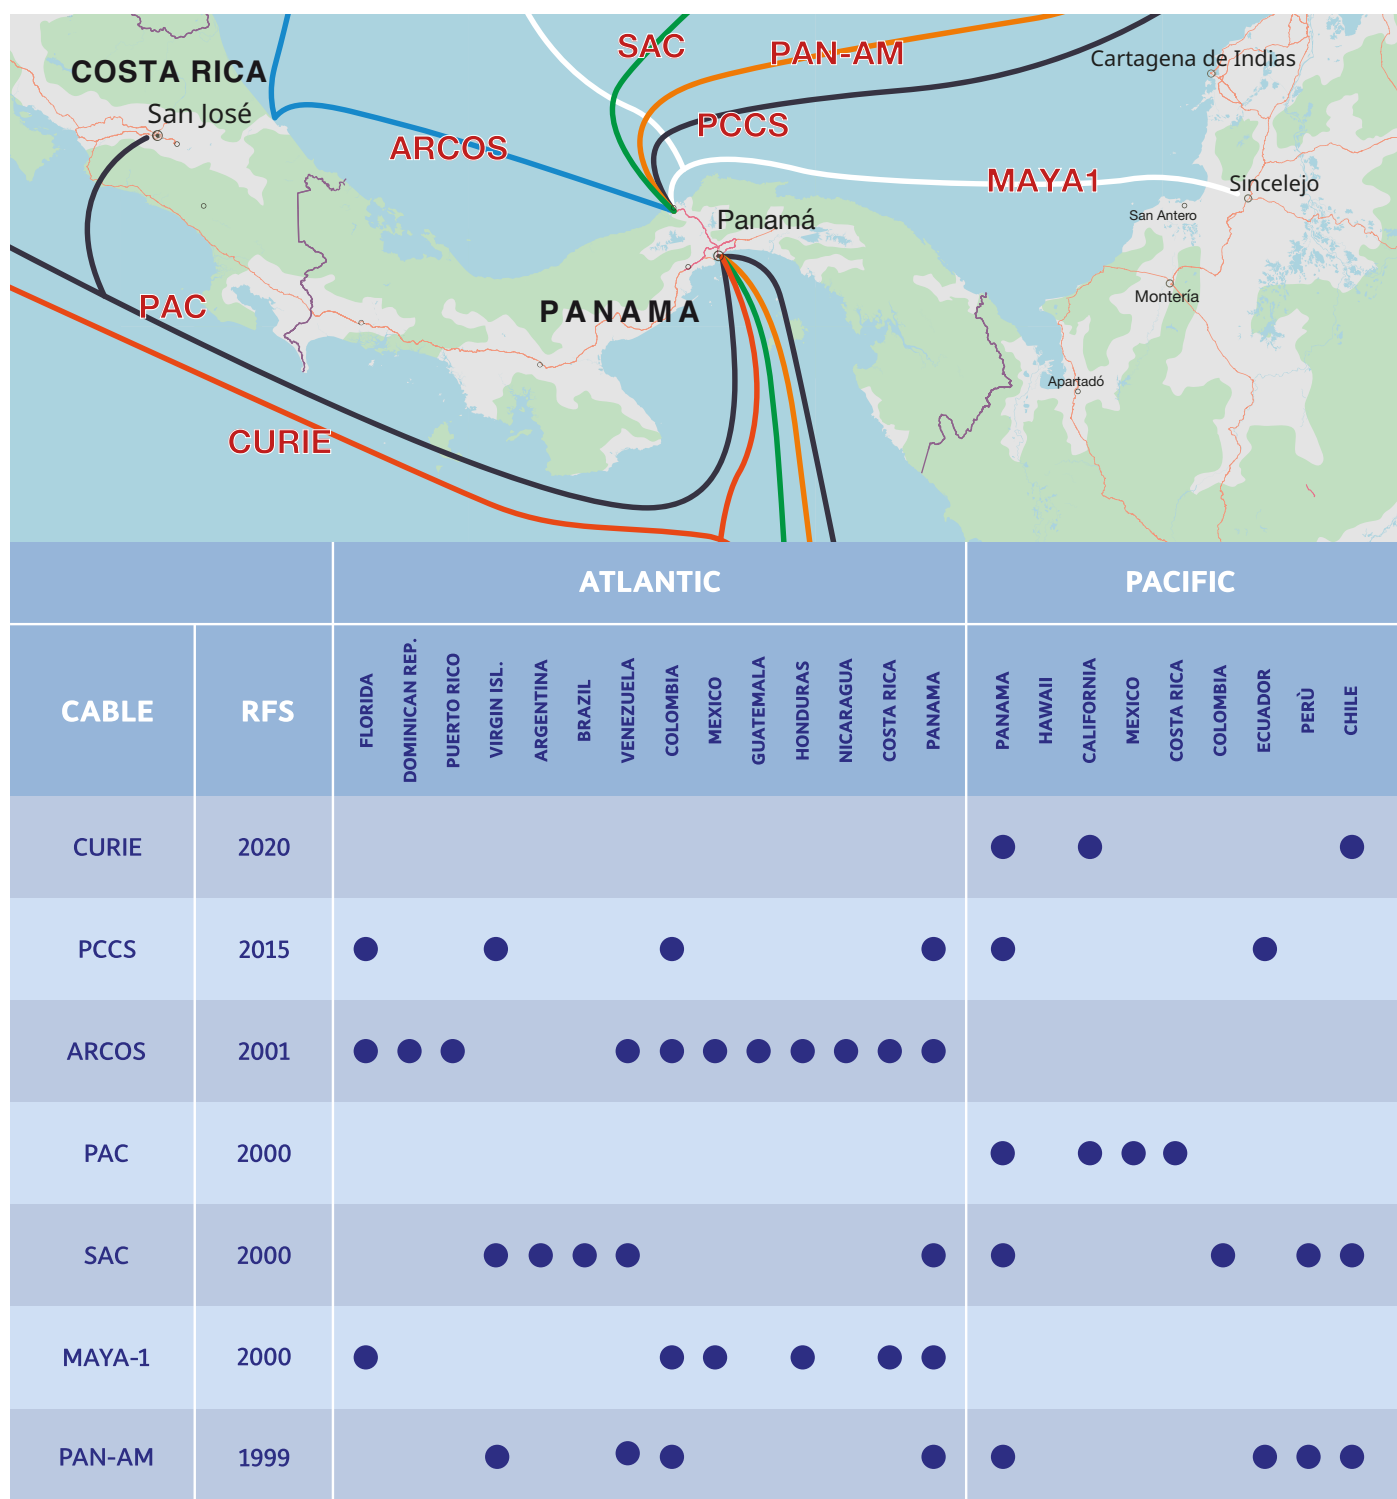 SAC
PAN-AM
COSTA RICA
Cartagena de Indias
San José
PCCS
ARCOS
MAYA1
Sincelejo
San Antero
Panamá
PAC
PANAMA
Montería
Apartadó
CURIE
ATLANTIC PACIFIC
CABLE RFS FLORIDA DOMINICAN REP. PUERTO RICO VIRGIN ISL. ARGENTINA BRAZIL VENEZUELA COLOMBIA MEXICO GUATEMALA HONDURAS NICARAGUA COSTA RICA PANAMA PANAMA HAWAII CALIFORNIA MEXICO COSTA RICA COLOMBIA ECUADOR PERÙ CHILE
CURIE 2020
PCCS 2015
ARCOS 2001
PAC 2000
SAC 2000
MAYA-1 2000
PAN-AM 1999